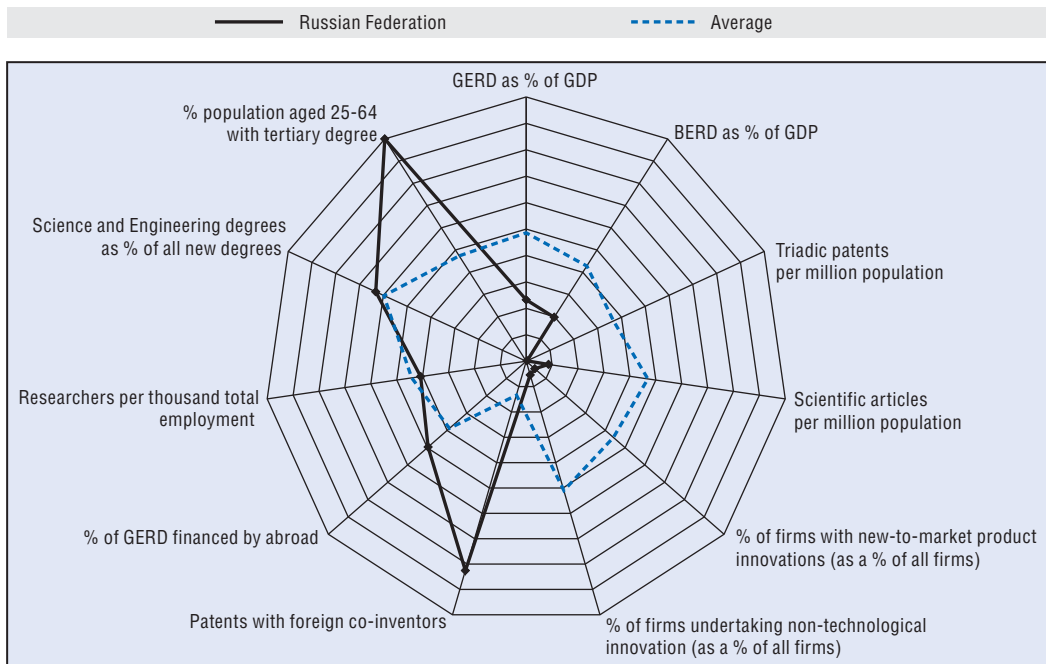 Russian Federation
Average
GERD as % of GDP
% population aged 25-64
with tertiary degree
BERD as % of GDP
Science and Engineering degrees
as % of all new degrees
Triadic patents
per million population
Researchers per thousand total
employment
Scientific articles
per million population
% of GERD financed by abroad
% of firms with new-to-market product
innovations (as a % of all firms)
Patents with foreign co-inventors
% of firms undertaking non-technological
innovation (as a % of all firms)